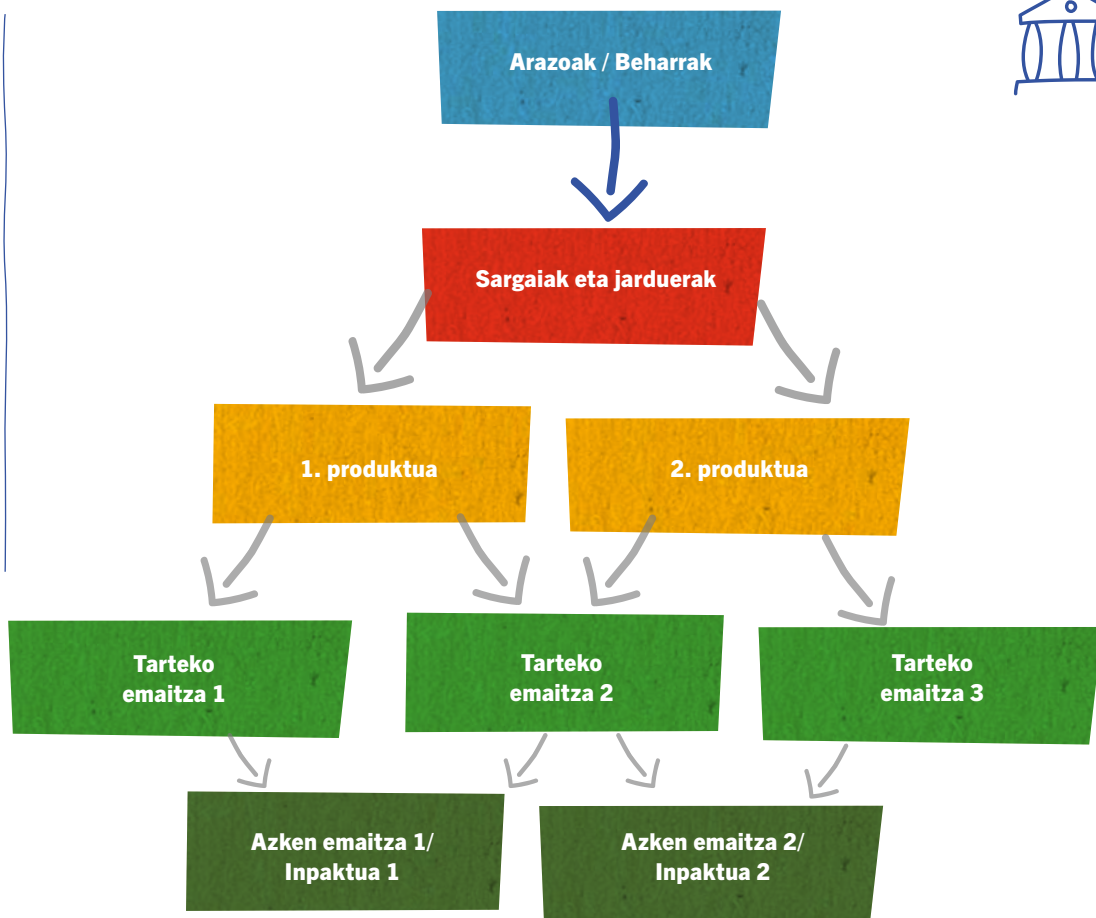 Arazoak / Beharrak
Sargaiak eta jarduerak
1. produktua
2. produktua
Tarteko
emaitza 1
Tarteko
emaitza 2
Tarteko
emaitza 3
Azken emaitza 1/
Inpaktua 1
Azken emaitza 2/
Inpaktua 2